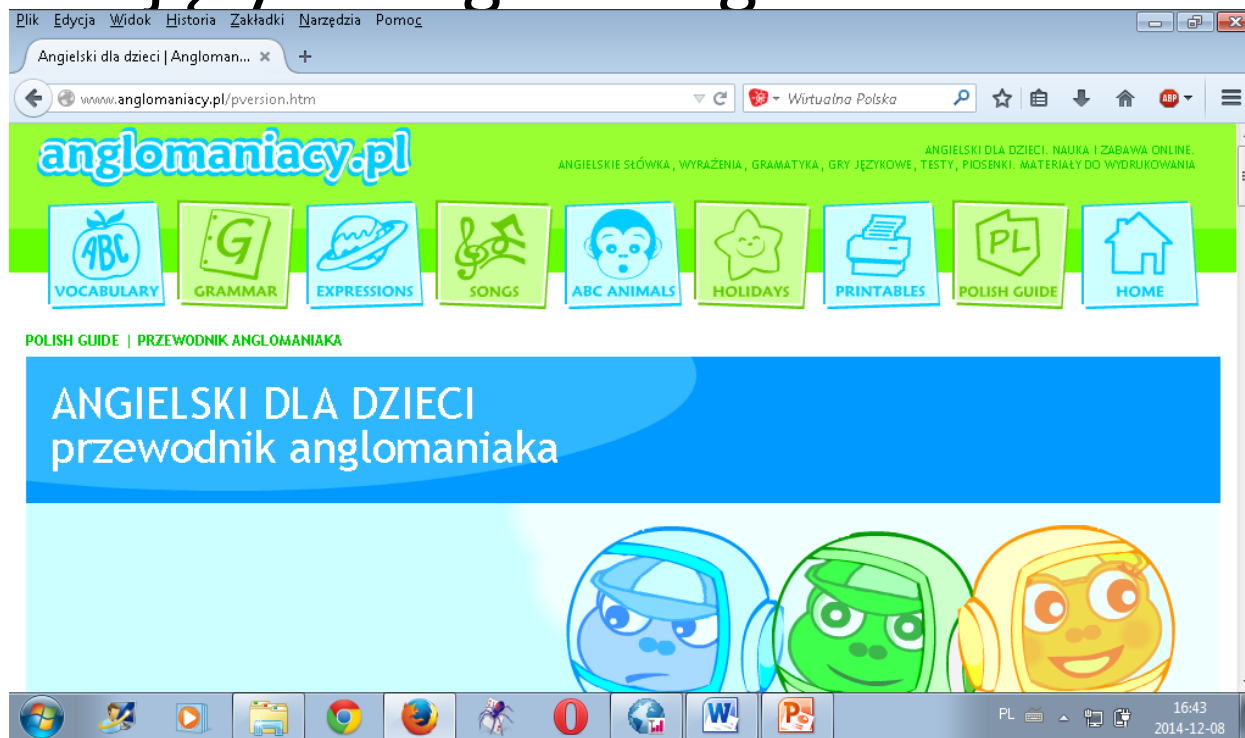 Plik Edycja Widok Historia Zakładki Narzędzia Pomoc
Angielski dla dzieci | Angloman...
www.anglomaniacy.pl/pversion.htm
Wirtualna Polska
ABP
anglomaniacy.pl
ANGIELSKI DLA DZIECI. NAUKA I ZABAWA ONLINE.
ANGIELSKIE SŁÓWKA, WYRAŻENIA, GRAMATYKA, GRY JĘZYKOWE, TESTY, PIOSENKI. MATERIAŁY DO WYDRUKOWANIA
ABC
G
PL
VOCABULARY GRAMMAR EXPRESSIONS SONGS ABC ANIMALS HOLIDAYS PRINTABLES POLISH GUIDE HOME
POLISH GUIDE | PRZEWODNIK ANGLOMANIAKA
ANGIELSKI DLA DZIECI
przewodnik anglomaniaka
PL
16:43
2014-12-08